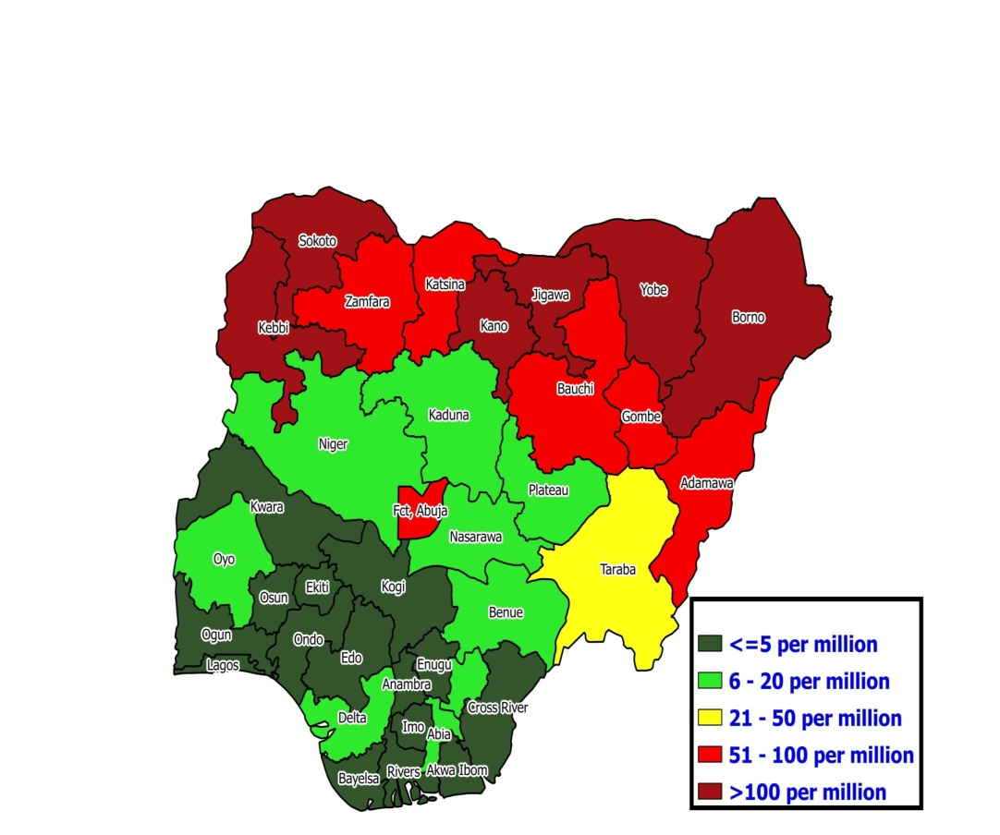 Sokoto
Katsina
Zamfara
Jigawa
Yobe
Borno
Kano
Kebbi
Bauchi
Gombe
Kaduna
Niger
Adamawa
Plateau
Kwara
Fct, Abuja
Nasarawa
Oyo
Taraba
Ekiti
Kogi
Osun
Benue
Ogun
Ondo
Edo
Lagos
Enugu
Anambra
Cross River
Delta
Imo
Abia
Bayelsa
Rivers
Akwa Ibom
<=5 per million
6 - 20 per million
21 - 50 per million
51 - 100 per million
>100 per million